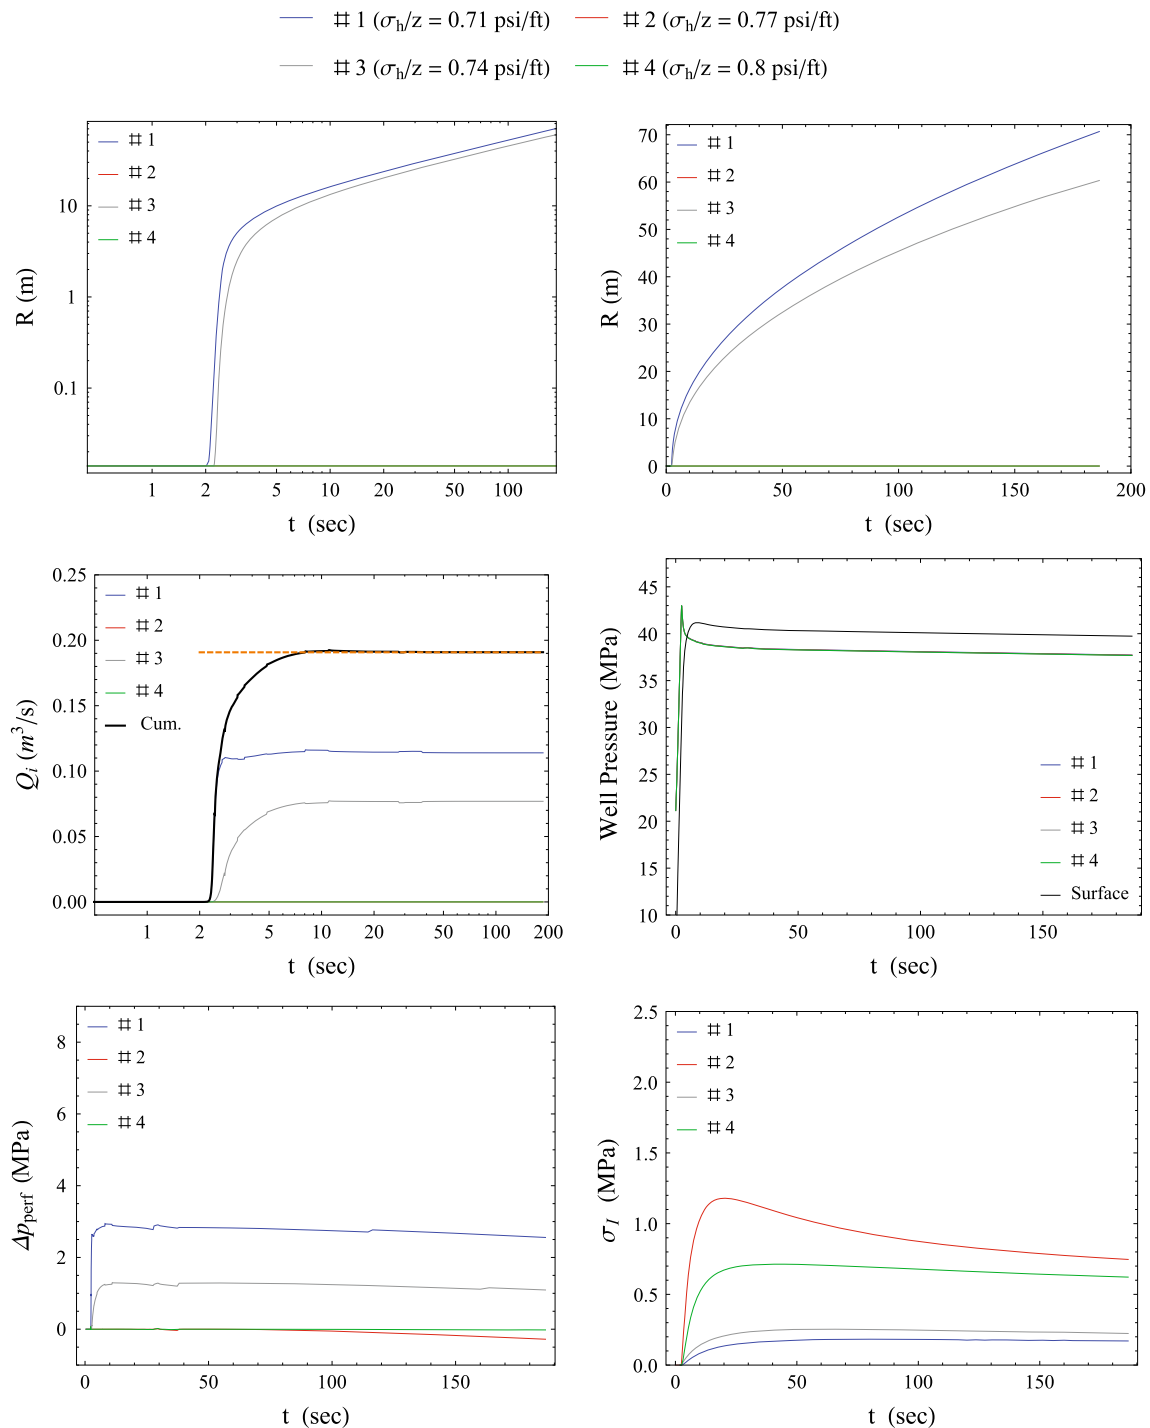 # 1 (σh/z = 0.71 psi/ft) # 2 (σh/z = 0.77 psi/ft)
# 3 (σh/z = 0.74 psi/ft) # 4 (σh/z = 0.8 psi/ft)
# 1
# 2
# 3
# 4
10
1
0.1
R (m)
1 2 5 10 20 50 100
t (sec)
# 1
# 2
# 3
# 4
70
60
50
40
30
20
10
0
R (m)
0 50 100 150 200
t (sec)
# 1
# 2
# 3
# 4
Cum.
0.25
0.20
0.15
0.10
0.05
0.00
Qi (m³/s)
1 2 5 10 20 50 100 200
t (sec)
45
40
35
30
25
20
15
10
Well Pressure (MPa)
# 1
# 2
# 3
# 4
Surface
0 50 100 150
t (sec)
# 1
# 2
# 3
# 4
8
6
4
2
0
Δpperf (MPa)
0 50 100 150
t (sec)
# 1
# 2
# 3
# 4
2.5
2.0
1.5
1.0
0.5
0.0
σI (MPa)
0 50 100 150
t (sec)